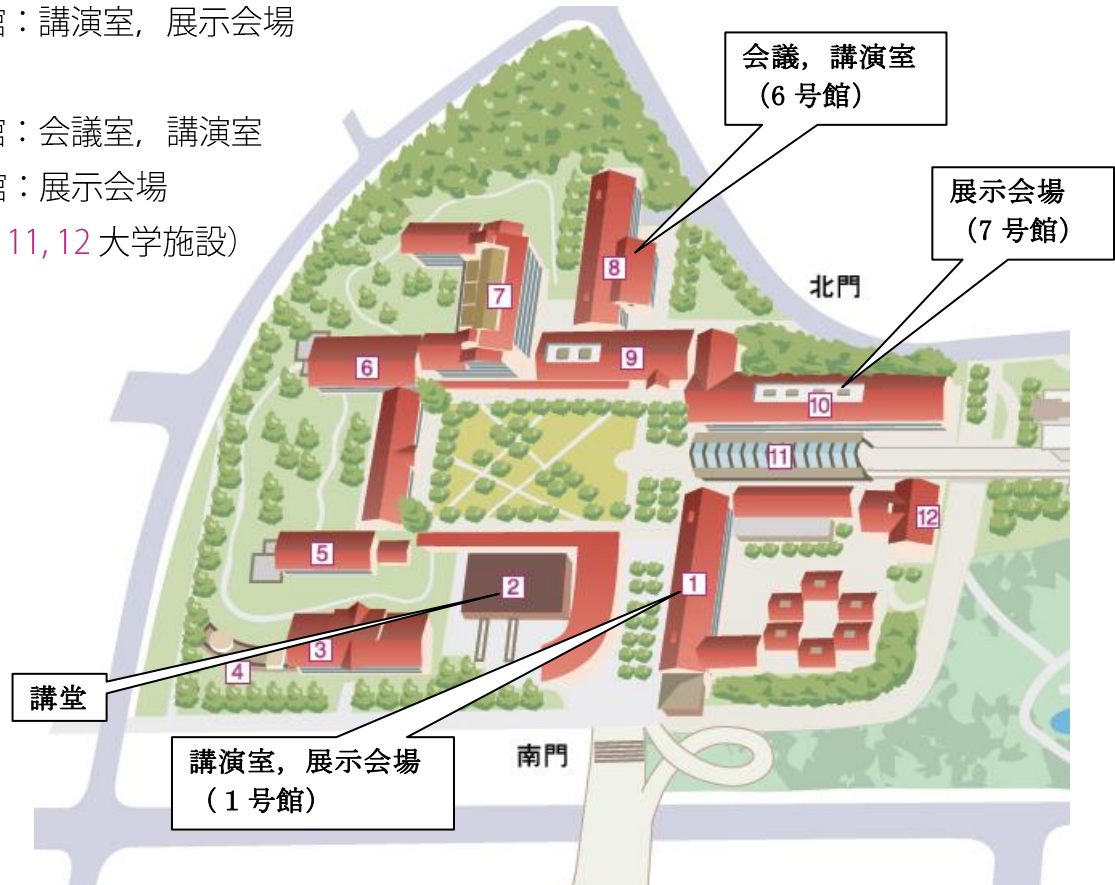 館：講演室，展示会場
館：会議室，講演室
館：展示会場
11, 12 大学施設）
会議，講演室
（6 号館）
展示会場
（7 号館）
北門
8
7
9
6
10
11
12
5
2
1
3
4
講堂
講演室，展示会場
（１号館）
南門